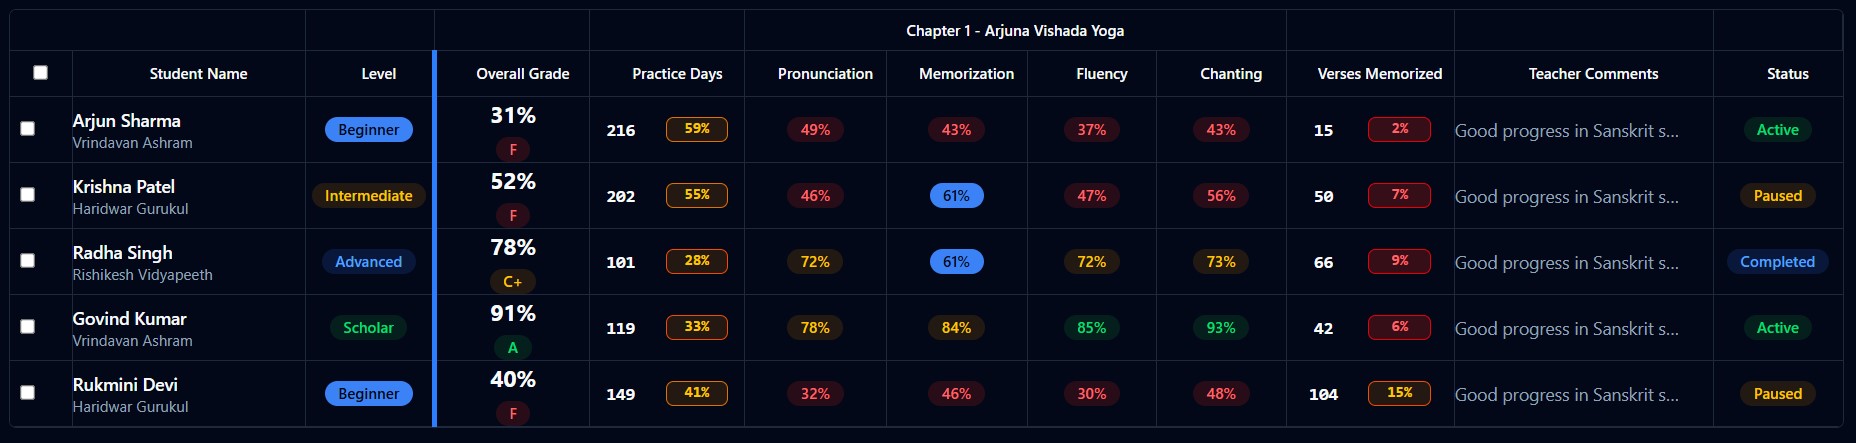 Chapter 1 - Arjuna Vishada Yoga
Student Name Level Overall Grade Practice Days Pronunciation Memorization Fluency Chanting Verses Memorized Teacher Comments Status
Arjun Sharma
Vrindavan Ashram
Beginner
31%
F
216 59% 49% 43% 37% 43% 15 2% Good progress in Sanskrit s... Active
Krishna Patel
Haridwar Gurukul
Intermediate
52%
F
202 55% 46% 61% 47% 56% 50 7% Good progress in Sanskrit s... Paused
Radha Singh
Rishikesh Vidyapeeth
Advanced
78%
C+
101 28% 72% 61% 72% 73% 66 9% Good progress in Sanskrit s... Completed
Govind Kumar
Vrindavan Ashram
Scholar
91%
A
119 33% 78% 84% 85% 93% 42 6% Good progress in Sanskrit s... Active
Rukmini Devi
Haridwar Gurukul
Beginner
40%
F
149 41% 32% 46% 30% 48% 104 15% Good progress in Sanskrit s... Paused